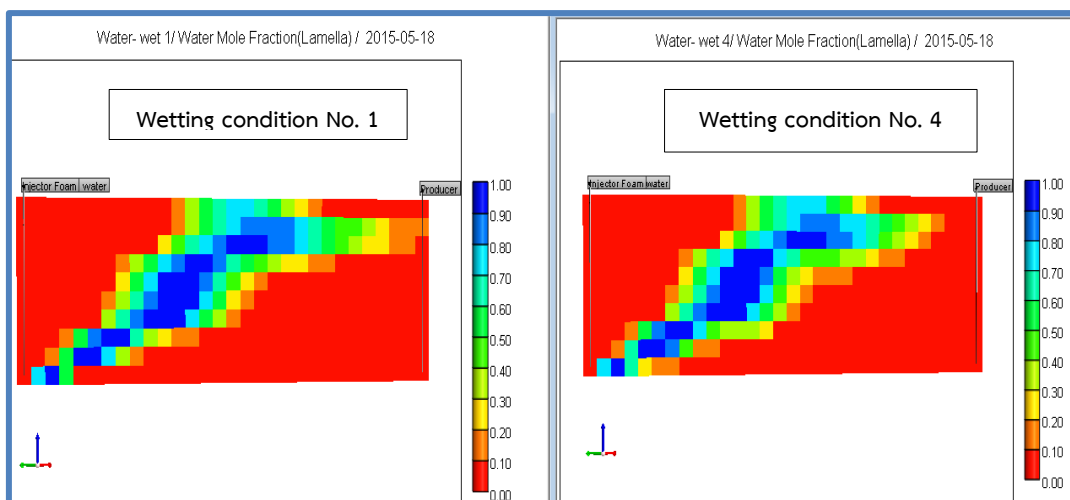 Water- wet 1/ Water Mole Fraction(Lamella) / 2015-05-18
Wetting condition No. 1
Injector Foam water
Producer
1.00
0.90
0.80
0.70
0.60
0.50
0.40
0.30
0.20
0.10
0.00
Water- wet 4/ Water Mole Fraction(Lamella) / 2015-05-18
Wetting condition No. 4
Injector Foam water
Producer
1.00
0.90
0.80
0.70
0.60
0.50
0.40
0.30
0.20
0.10
0.00